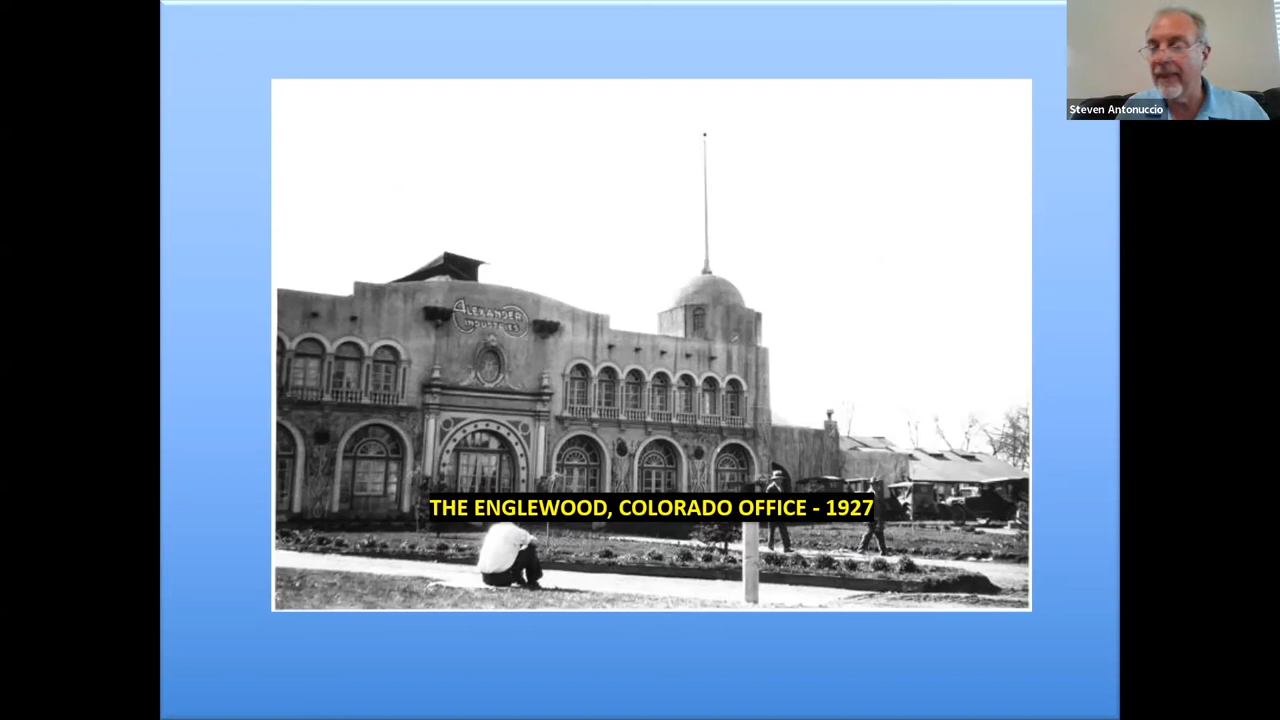 Steven Antonuccio
ALEXANDER
INDUSTRIES
THE ENGLEWOOD, COLORADO OFFICE - 1927